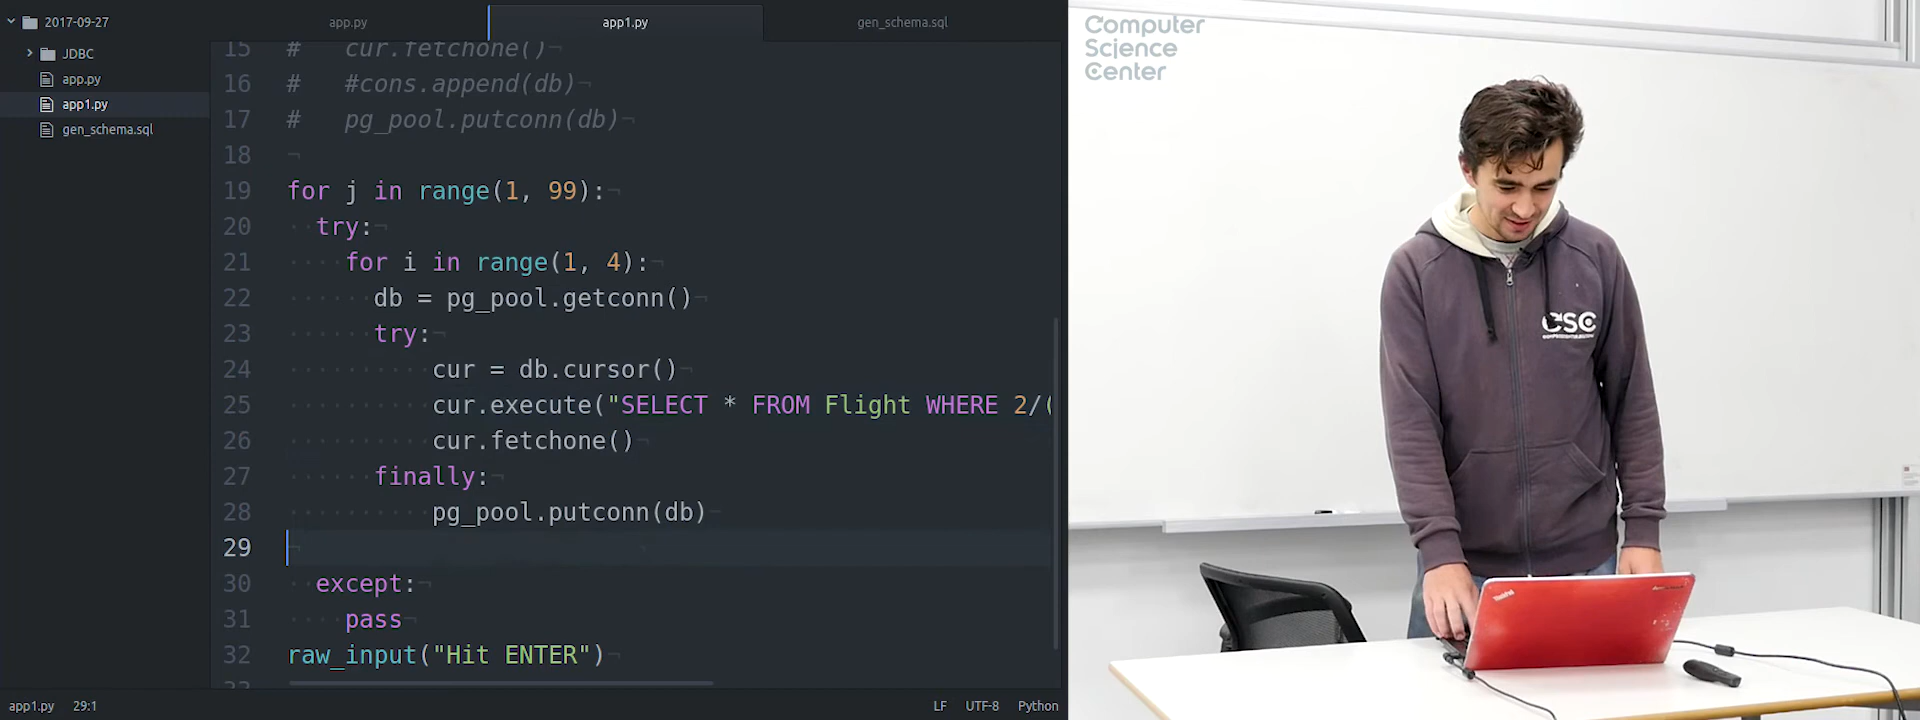 2017-09-27
JDBC
app.py
app1.py
gen_schema.sql
app.py
app1.py
gen_schema.sql
15 # cur.fetchone()
16 # #cons.append(db)
17 # pg_pool.putconn(db)
18
19 for j in range(1, 99):
20 try:
21 for i in range(1, 4):
22 db = pg_pool.getconn()
23 try:
24 cur = db.cursor()
25 cur.execute("SELECT * FROM Flight WHERE 2/(
26 cur.fetchone()
27 finally:
28 pg_pool.putconn(db)
29
30 except:
31 pass
32 raw_input("Hit ENTER")
app1.py 29:1
LF UTF-8 Python
Computer
Science
Center
CSC
ThinkPad